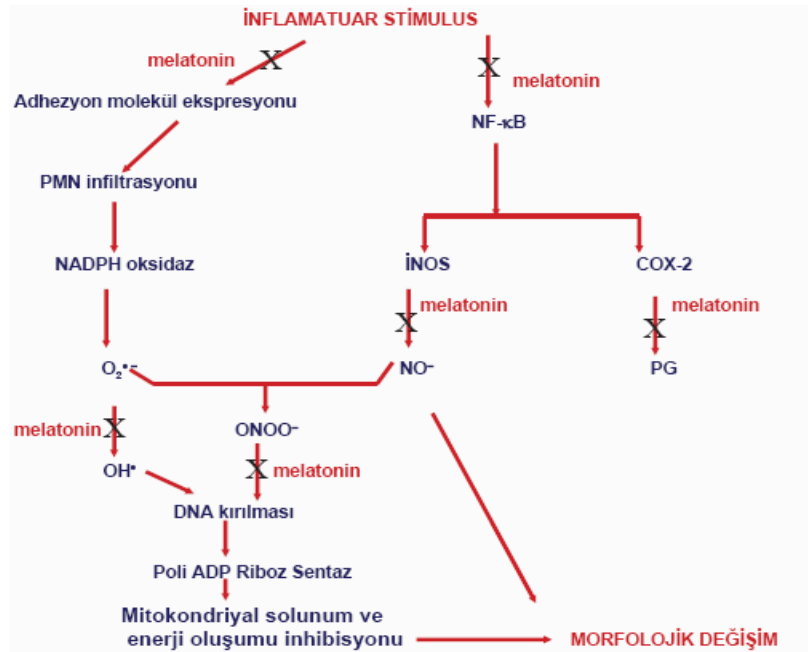 İNFLAMATUAR STİMULUS
melatonin X
X melatonin
Adhezyon molekül ekspresyonu
NF-κB
PMN infiltrasyonu
NADPH oksidaz
İNOS
COX-2
X melatonin
X melatonin
O₂•−
NO−
PG
melatonin X
ONOO−
OH•
X melatonin
DNA kırılması
Poli ADP Riboz Sentaz
Mitokondriyal solunum ve
enerji oluşumu inhibisyonu
MORFOLOJİK DEĞİŞİM